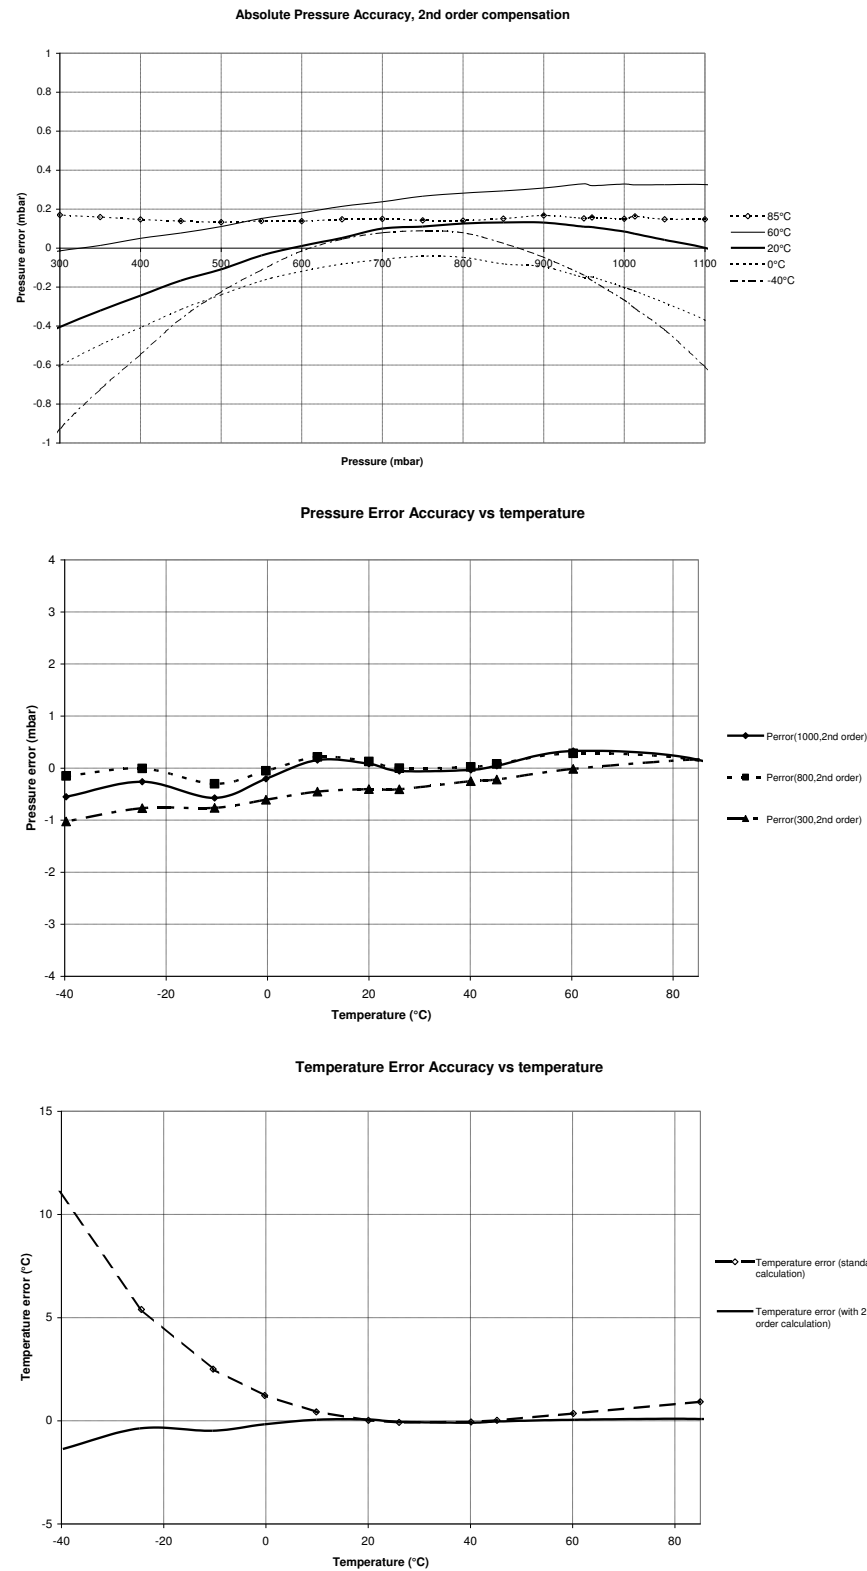 Absolute Pressure Accuracy, 2nd order compensation
1
0.8
0.6
0.4
0.2
0
-0.2
-0.4
-0.6
-0.8
-1
300 400 500 600 700 800 900 1000 1100
Pressure error (mbar)
Pressure (mbar)
85°C
60°C
20°C
0°C
-40°C
Pressure Error Accuracy vs temperature
4
3
2
1
0
-1
-2
-3
-4
-40 -20 0 20 40 60 80
Pressure error (mbar)
Temperature (°C)
Perror(1000,2nd order)
Perror(800,2nd order)
Perror(300,2nd order)
Temperature Error Accuracy vs temperature
15
10
5
0
-5
-40 -20 0 20 40 60 80
Temperature error (°C)
Temperature (°C)
Temperature error (standa
calculation)
Temperature error (with 2
order calculation)